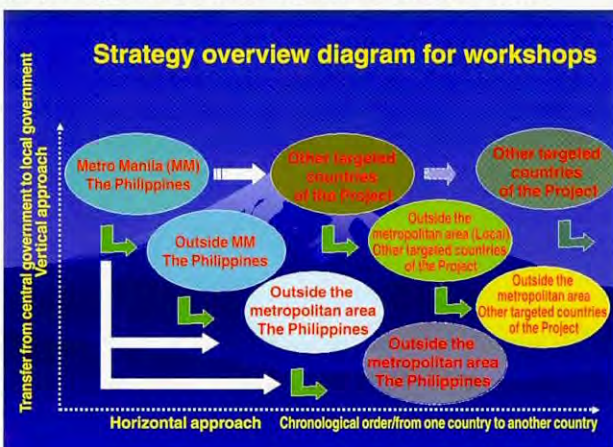 Strategy overview diagram for workshops
Transfer from central government to local government
Vertical approach
Metro Manila (MM)
The Philippines
Other targeted
countries
of the Project
Other targeted
countries
of the Project
Outside MM
The Philippines
Outside the
metropolitan area (Local)
Other targeted countries
of the Project
Outside the
metropolitan area
The Philippines
Outside the
metropolitan area
Other targeted countries
of the Project
Outside the
metropolitan area
The Philippines
Horizontal approach
Chronological order/from one country to another country